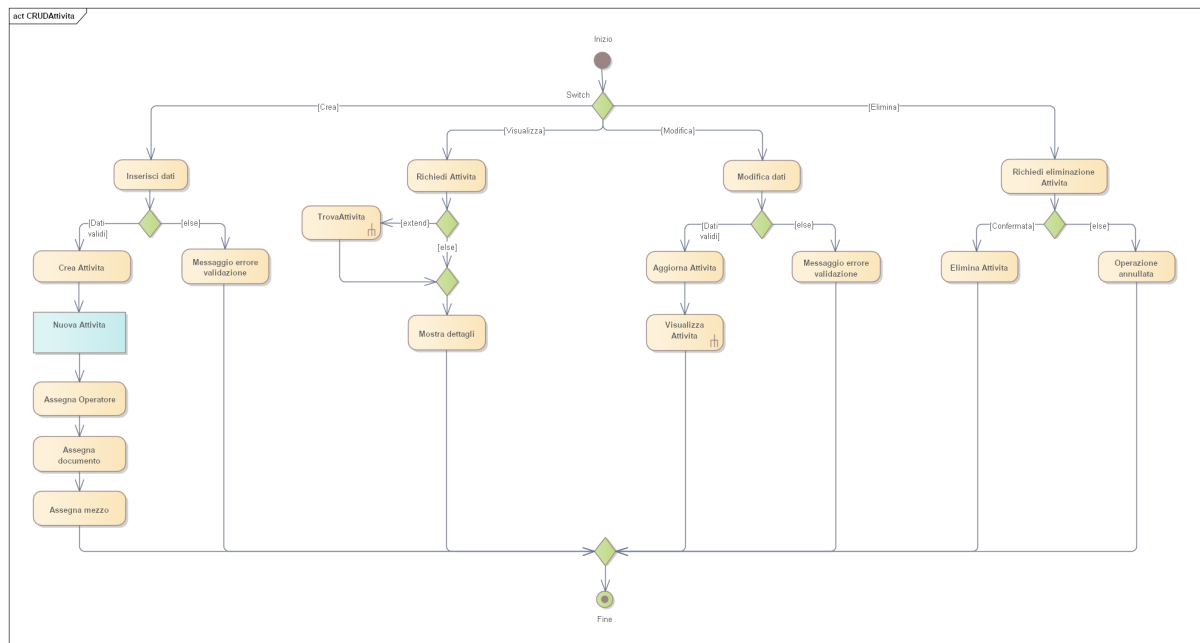 act CRUDAttivita
Inizio
Switch
[Crea]
[Elimina]
[Visualizza]
[Modifica]
Inserisci dati
Richiedi Attivita
Modifica dati
Richiedi eliminazione
Attivita
TrovaAttivita
[extend]
[Dati
validi]
[else]
[else]
[Dati
validi]
[else]
[Confermata]
[else]
Crea Attivita
Messaggio errore
validazione
Aggiorna Attivita
Messaggio errore
validazione
Elimina Attivita
Operazione
annullata
Nuova Attivita
Mostra dettagli
Visualizza
Attivita
Assegna Operatore
Assegna
documento
Assegna mezzo
Fine